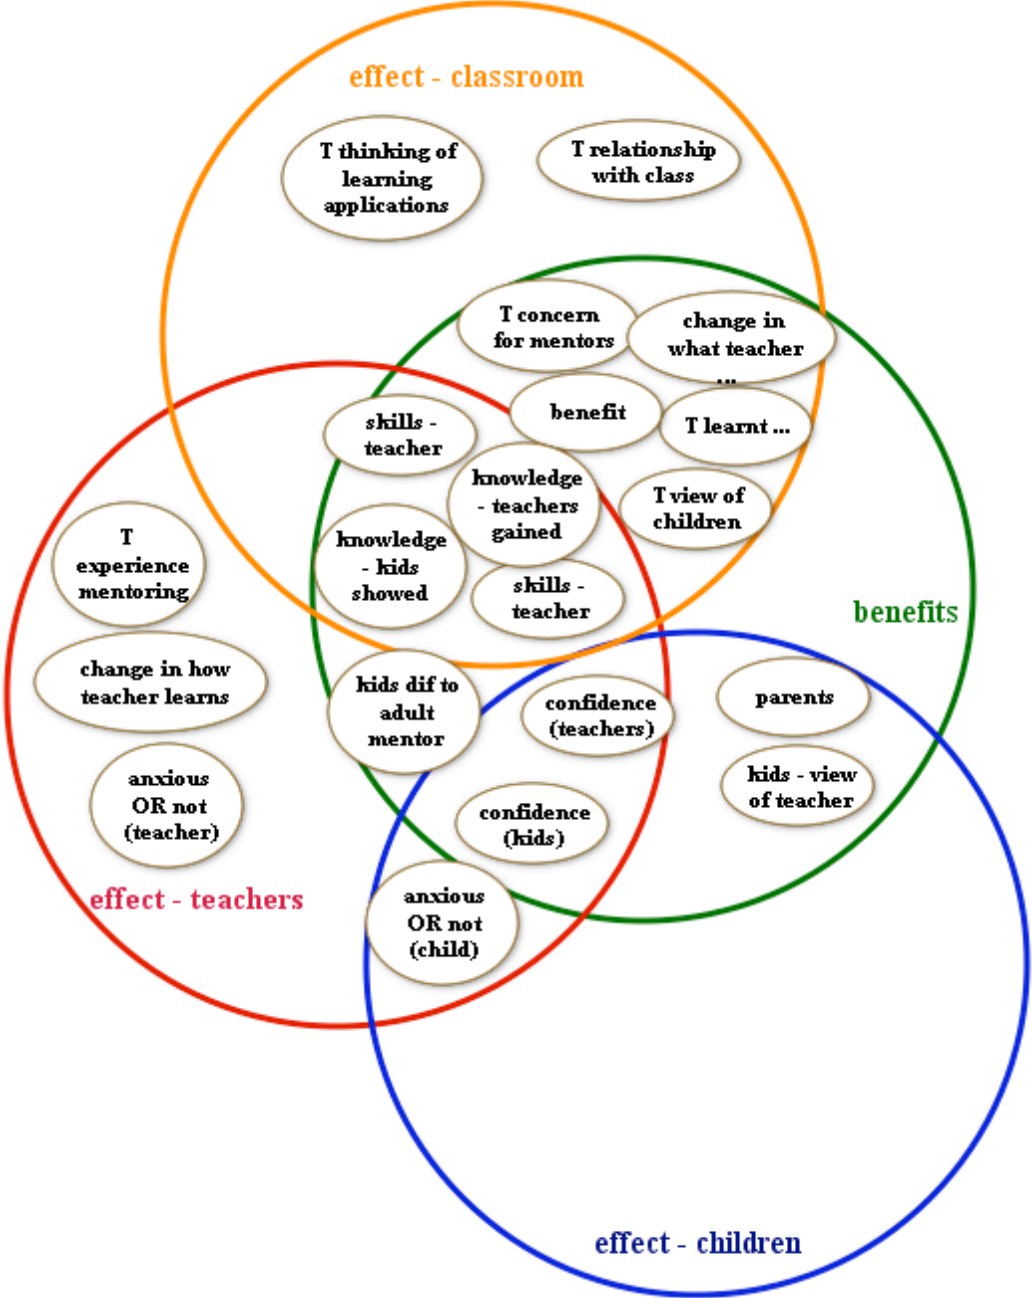 effect - classroom
T thinking of
learning
applications
T relationship
with class
T concern
for mentors
change in
what teacher
...
benefit
T learnt ...
skills -
teacher
knowledge
- teachers
gained
T view of
children
knowledge
- kids
showed
skills -
teacher
T
experience
mentoring
benefits
change in how
teacher learns
kids dif to
adult
mentor
confidence
(teachers)
parents
anxious
OR not
(teacher)
kids - view
of teacher
confidence
(kids)
effect - teachers
anxious
OR not
(child)
effect - children